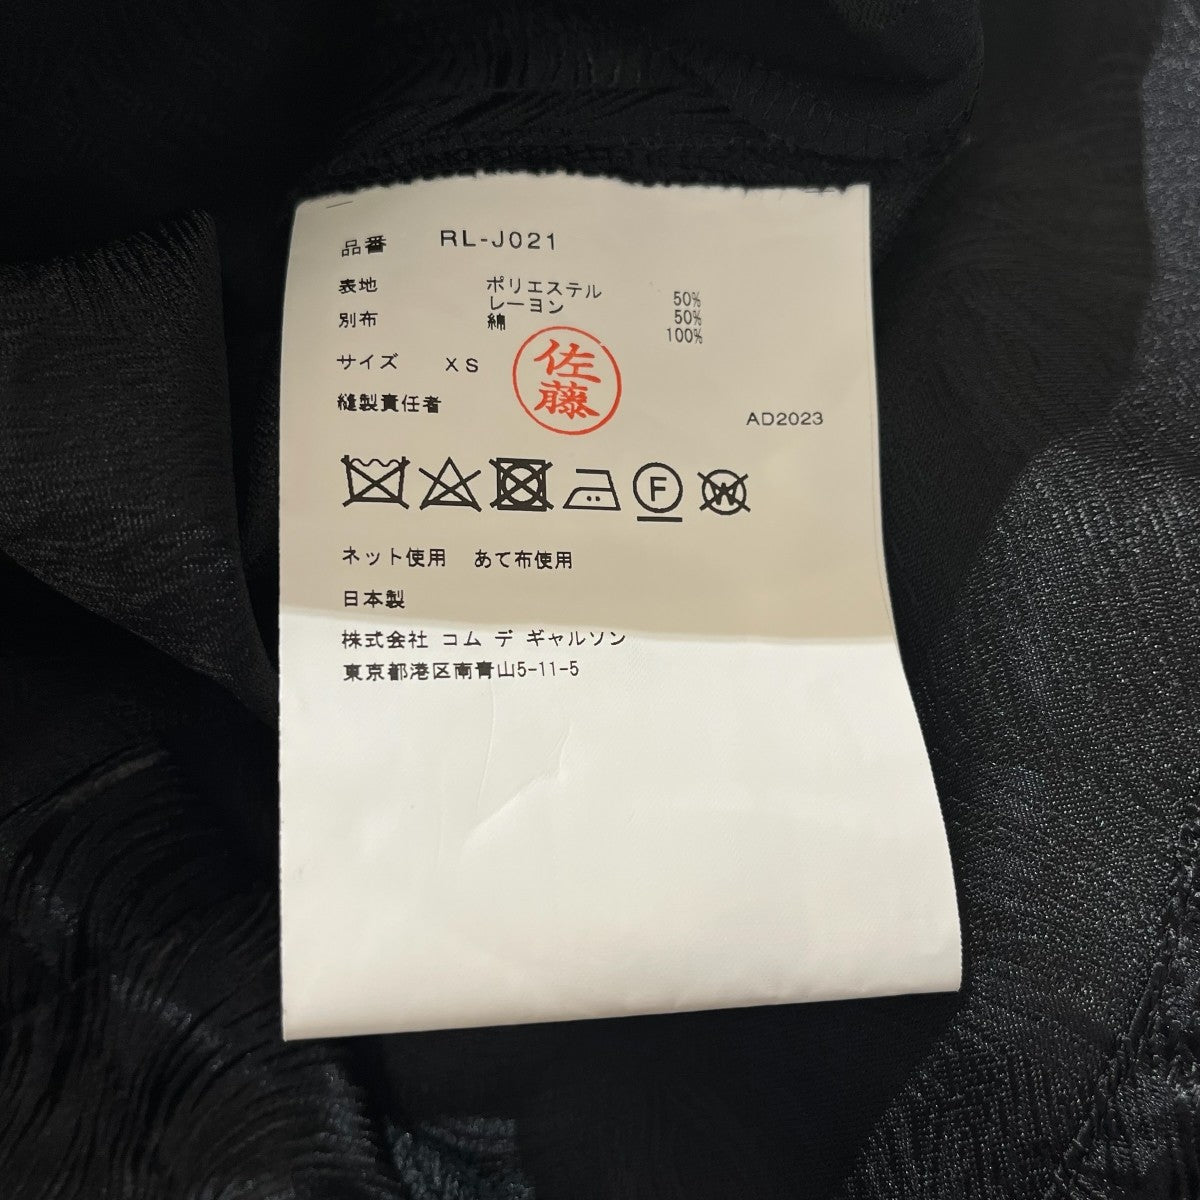 品番 RL-J021
表地 ポリエステル 50%
レーヨン 50%
別布 綿 100%
サイズ XS
縫製責任者 佐藤
AD2023
F W
ネット使用 あて布使用
日本製
株式会社 コム デ ギャルソン
東京都港区南青山5-11-5